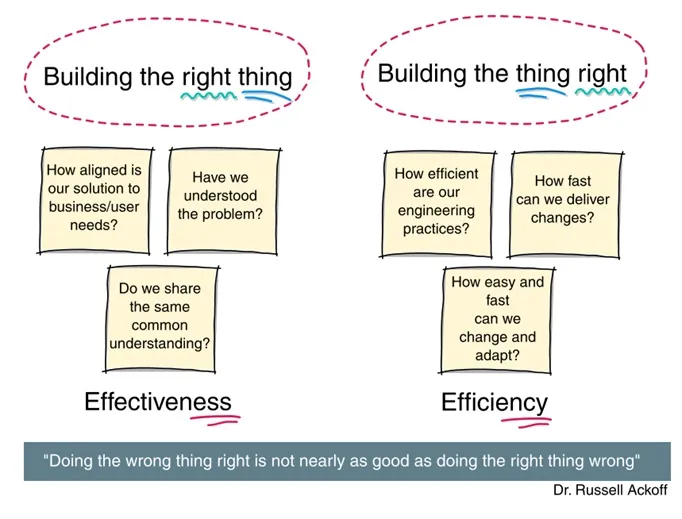 Building the right thing
Building the thing right
How aligned is
our solution to
business/user
needs?
Have we
understood
the problem?
Do we share
the same
common
understanding?
How efficient
are our
engineering
practices?
How fast
can we deliver
changes?
How easy and
fast
can we
change and
adapt?
Effectiveness
Efficiency
"Doing the wrong thing right is not nearly as good as doing the right thing wrong"
Dr. Russell Ackoff